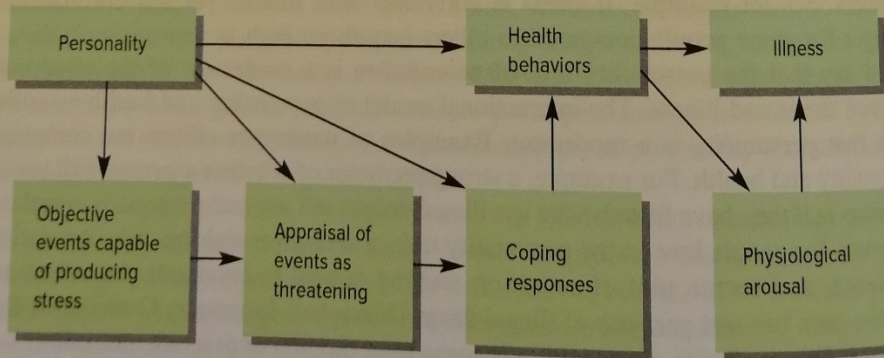 Personality
Health
behaviors
Illness
Objective
events capable
of producing
stress
Appraisal of
events as
threatening
Coping
responses
Physiological
arousal